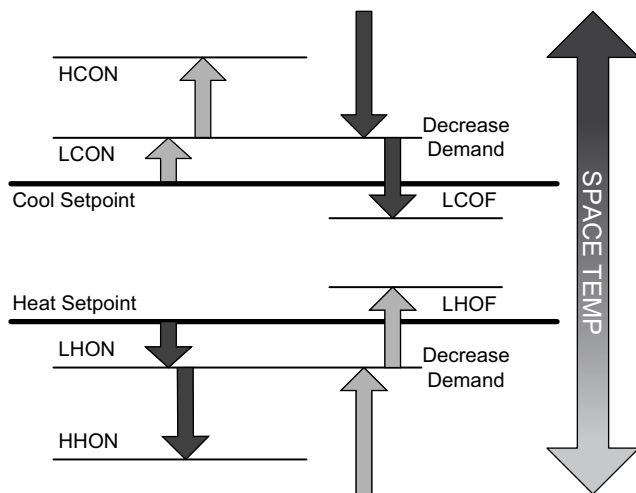 HCON
Decrease
Demand
LCON
Cool Setpoint
LCOF
SPACE TEMP
Heat Setpoint
LHOF
LHON
Decrease
Demand
HHON